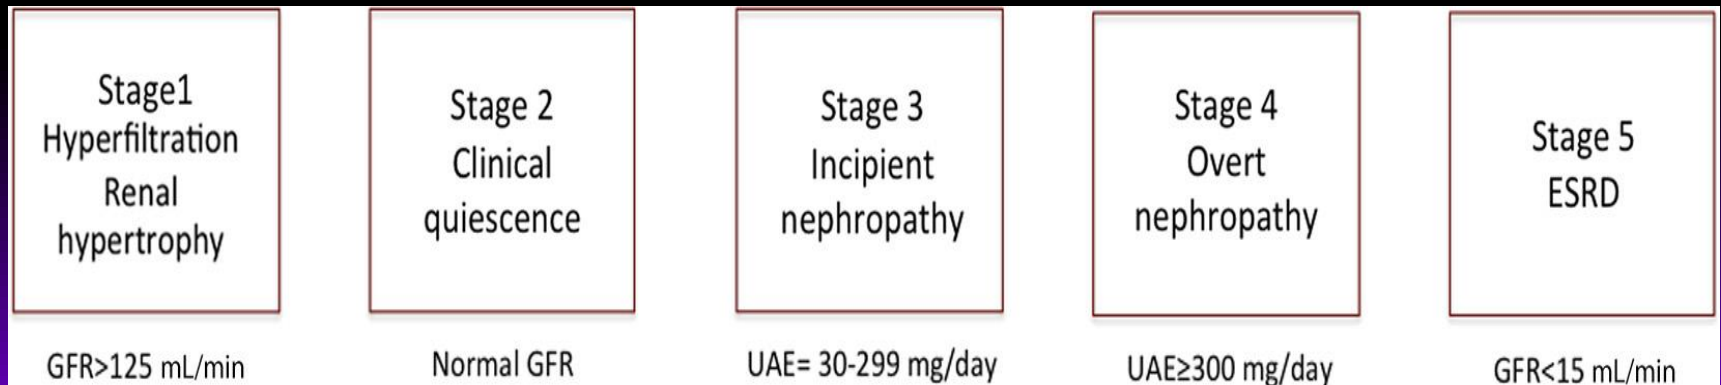 Stage1
Hyperfiltration
Renal
hypertrophy
Stage 2
Clinical
quiescence
Stage 3
Incipient
nephropathy
Stage 4
Overt
nephropathy
Stage 5
ESRD
GFR>125 mL/min
Normal GFR
UAE= 30-299 mg/day
UAE≥300 mg/day
GFR<15 mL/min